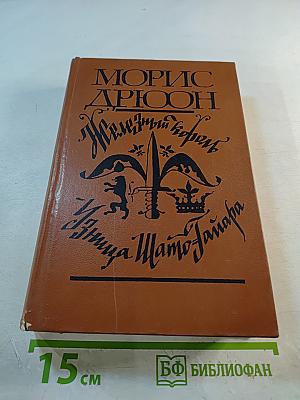 МОРИС
ДРЮОН
Железный король
Узница Шато-Гайара
15 см
БФ БИБЛИОФАН